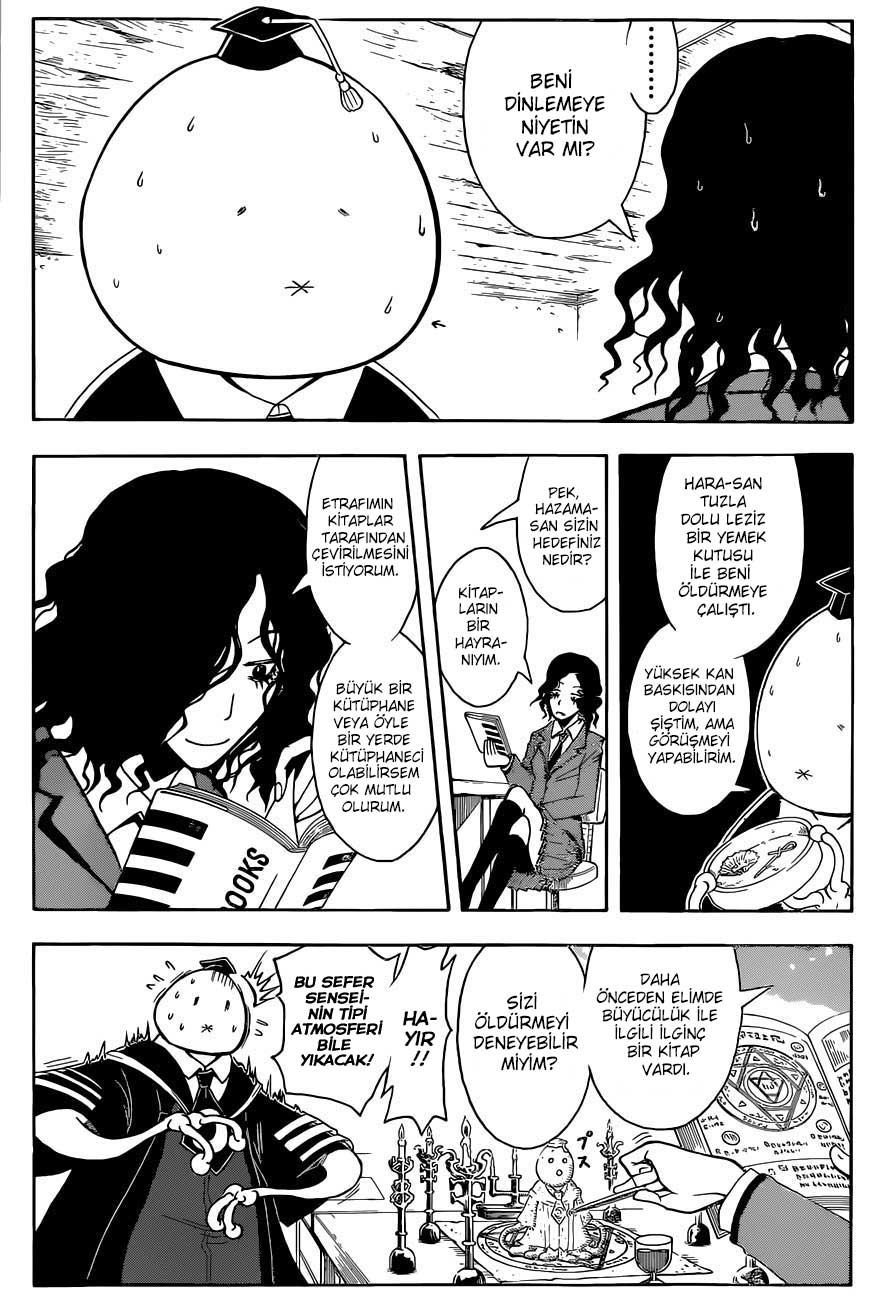 BENİ
DİNLEMEYE
NİYETİN
VAR MI?
HARA-SAN
TUZLA
DOLU LEZİZ
BİR YEMEK
KUTUSU
İLE BENİ
ÖLDÜRMEYE
ÇALIŞTI.
YÜKSEK KAN
BASKISINDAN
DOLAYI
ŞİŞTİM, AMA
GÖRÜŞMEYİ
YAPABİLİRİM.
PEK,
HAZAMA-
SAN SİZİN
HEDEFİNİZ
NEDİR?
KİTAP-
LARIN
BİR
HAYRA-
NIYIM.
ETRAFIMIN
KİTAPLAR
TARAFINDAN
ÇEVİRİLMESİNİ
İSTİYORUM.
BÜYÜK BİR
KÜTÜPHANE
VEYA ÖYLE
BİR YERDE
KÜTÜPHANECİ
OLABİLİRSEM
ÇOK MUTLU
OLURUM.
OOKS
DAHA
ÖNCEDEN ELİMDE
BÜYÜCÜLÜK İLE
İLGİLİ İLGİNÇ
BİR KİTAP
VARDI.
SİZİ
ÖLDÜRMEYİ
DENEYEBİLİR
MİYİM?
プス
HA-
YIR
!!
BU SEFER
SENSEİ-
NİN TİPİ
ATMOSFERİ
BİLE
YIKACAK!